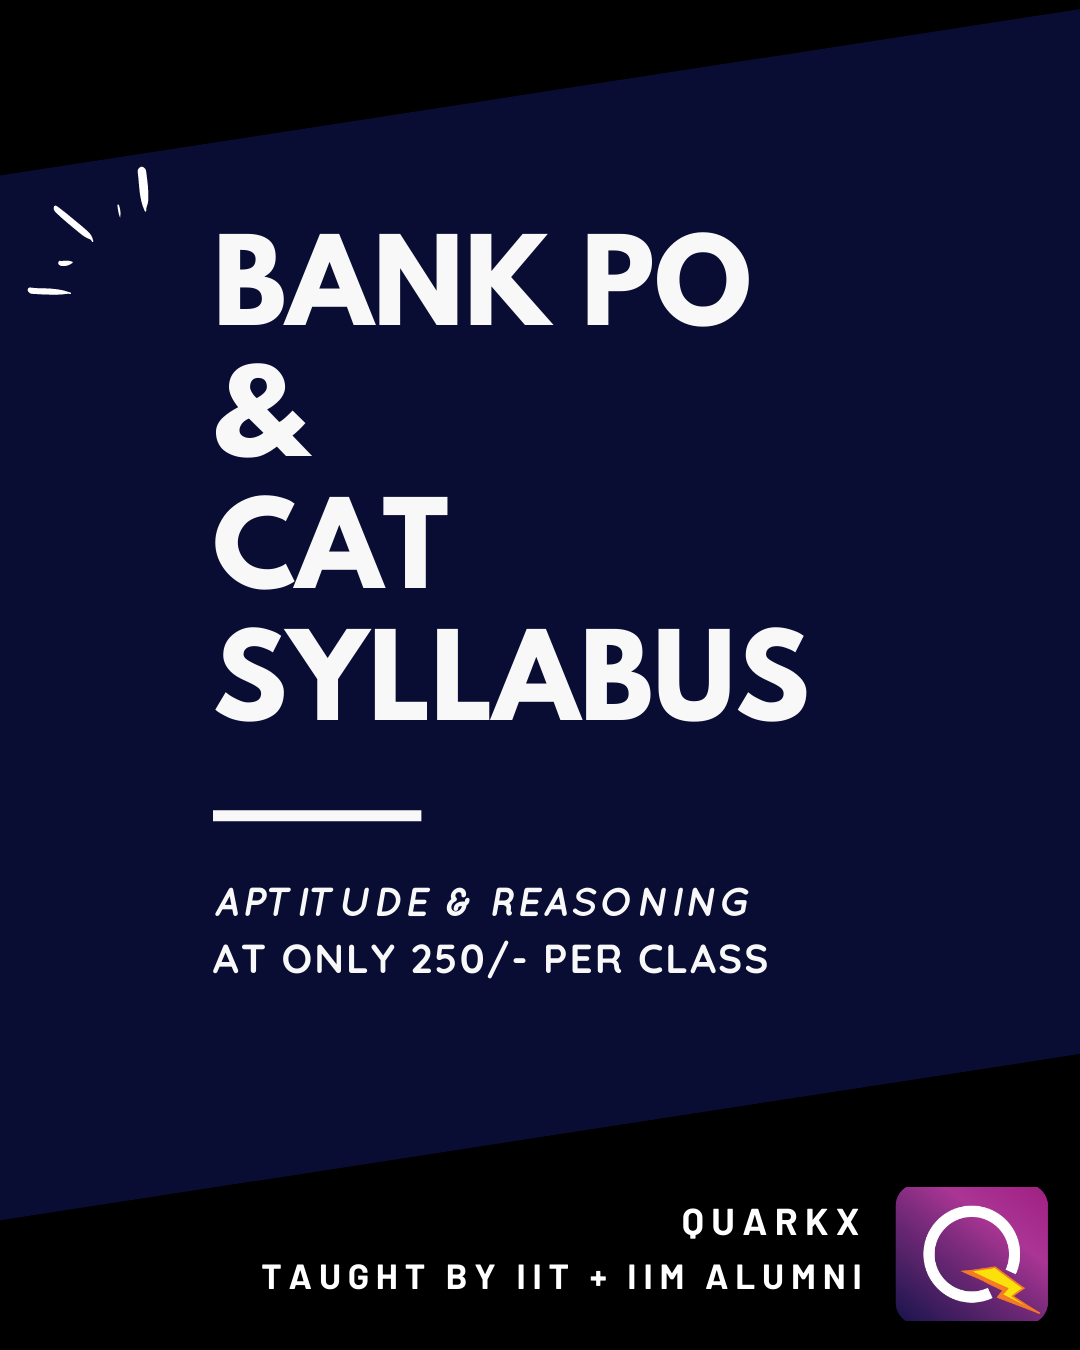 BANK PO
&
CAT
SYLLABUS
APTITUDE & REASONING
AT ONLY 250/- PER CLASS
QUARKX
TAUGHT BY IIT + IIM ALUMNI